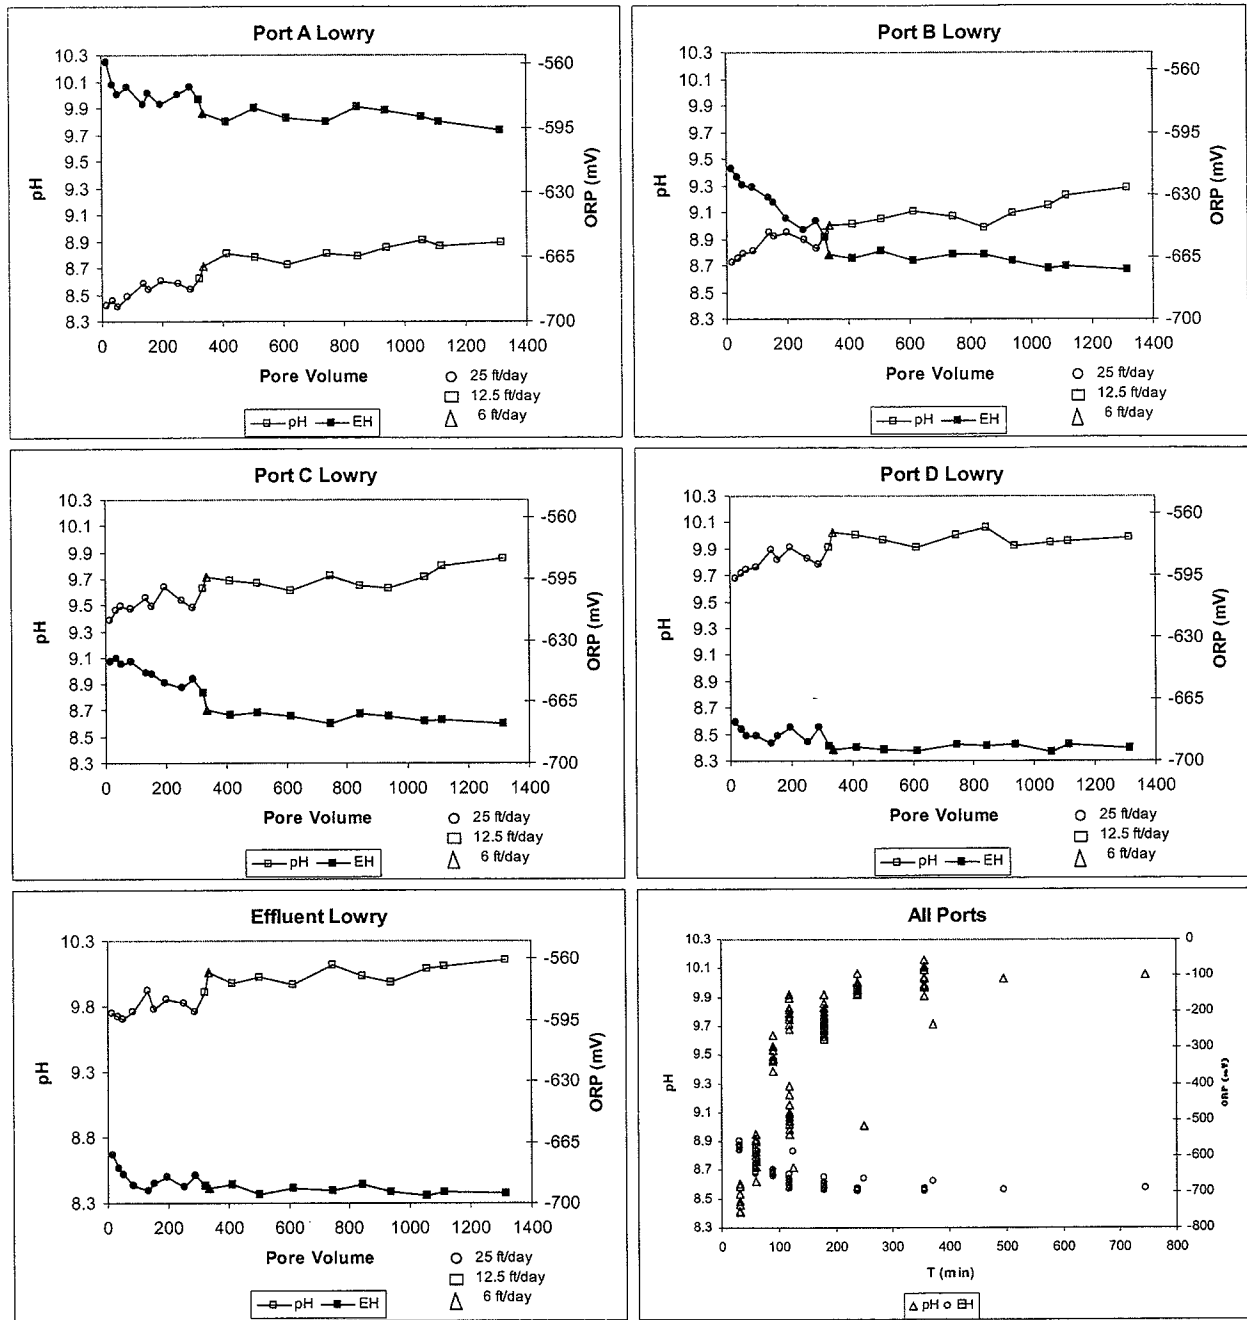 Port A Lowry
10.3
10.1
9.9
9.7
9.5
9.3
9.1
8.9
8.7
8.5
8.3
pH
-560
-595
-630
-665
-700
ORP (mV)
0 200 400 600 800 1000 1200 1400
Pore Volume
25 ft/day
12.5 ft/day
6 ft/day
pH EH
Port B Lowry
10.3
10.1
9.9
9.7
9.5
9.3
9.1
8.9
8.7
8.5
8.3
pH
-560
-595
-630
-665
-700
ORP (mV)
0 200 400 600 800 1000 1200 1400
Pore Volume
25 ft/day
12.5 ft/day
6 ft/day
pH EH
Port C Lowry
10.3
10.1
9.9
9.7
9.5
9.3
9.1
8.9
8.7
8.5
8.3
pH
-560
-595
-630
-665
-700
ORP (mV)
0 200 400 600 800 1000 1200 1400
Pore Volume
25 ft/day
12.5 ft/day
6 ft/day
pH EH
Port D Lowry
10.3
10.1
9.9
9.7
9.5
9.3
9.1
8.9
8.7
8.5
8.3
pH
-560
-595
-630
-665
-700
ORP (mV)
0 200 400 600 800 1000 1200 1400
Pore Volume
25 ft/day
12.5 ft/day
6 ft/day
pH EH
Effluent Lowry
10.3
9.8
9.3
8.8
8.3
pH
-560
-595
-630
-665
-700
ORP (mV)
0 200 400 600 800 1000 1200 1400
Pore Volume
25 ft/day
12.5 ft/day
6 ft/day
pH EH
All Ports
10.3
10.1
9.9
9.7
9.5
9.3
9.1
8.9
8.7
8.5
8.3
pH
0
-100
-200
-300
-400
-500
-600
-700
-800
ORP (mV)
0 100 200 300 400 500 600 700 800
T (min)
pH EH